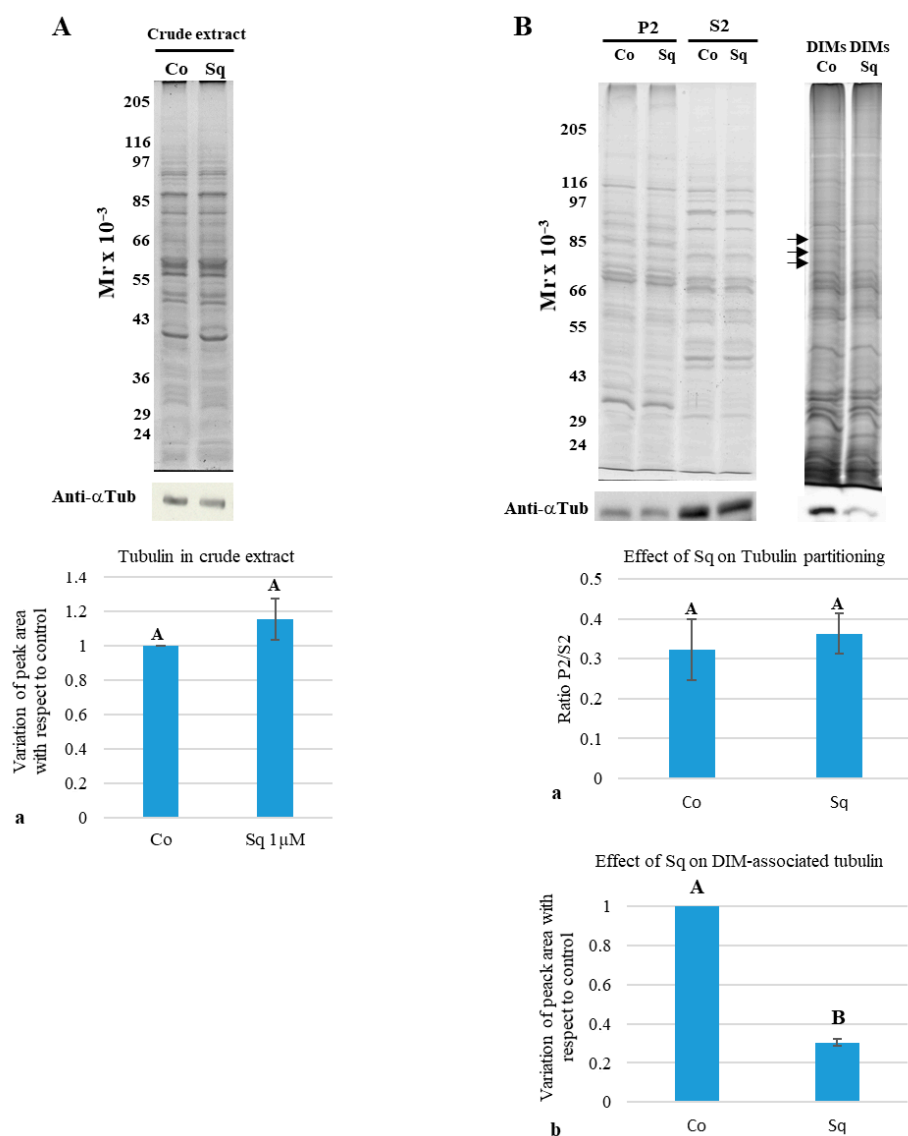 A
Crude extract
Co Sq
205
116
97
85
66
55
43
36
29
24
Mr x 10⁻³
Anti-αTub
Tubulin in crude extract
Variation of peak area
with respect to control
1.4
1.2
1
0.8
0.6
0.4
0.2
0
A
A
Co
Sq 1µM
a
B
P2 S2
Co Sq Co Sq
DIMs DIMs
Co Sq
205
116
97
85
66
55
43
29
24
Mr x 10⁻³
Anti-αTub
Effect of Sq on Tubulin partitioning
Ratio P2/S2
0.5
0.4
0.3
0.2
0.1
0
A
A
Co
Sq
a
Effect of Sq on DIM-associated tubulin
Variation of peack area with
respect to control
1
0.8
0.6
0.4
0.2
0
A
B
Co
Sq
b